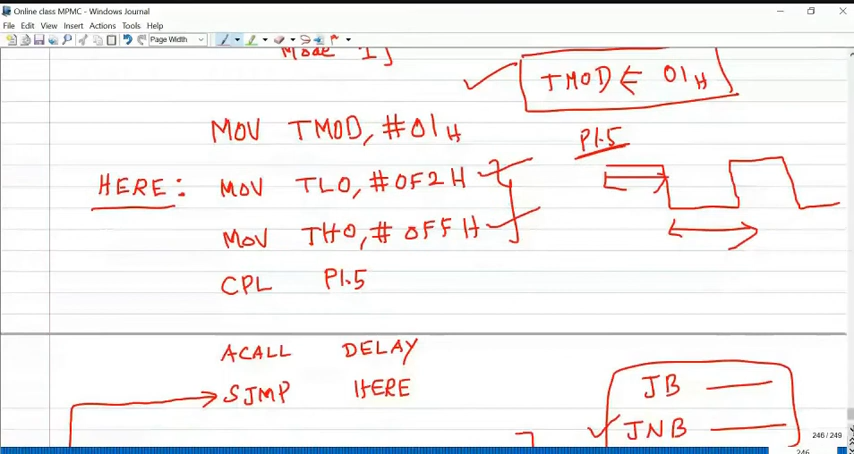 Online class MPMC - Windows Journal
File Edit View Insert Actions Tools Help
Page Width
Mode 1]
TMOD ← 01H
MOV TMOD, #01H
P1.5
HERE: MOV TL0, #0F2H
MOV TH0, #0FFH
CPL P1.5
ACALL DELAY
SJMP HERE
JB
JNB
246 / 249
246